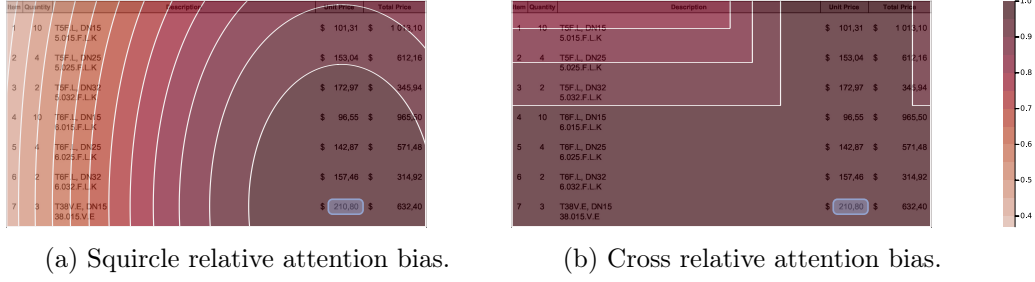 Item Quantity Description Unit Price Total Price
1 10 T5F.L, DN15 $ 101,31 $ 1 013,10
5.015.F.L.K
2 4 T5F.L, DN25 $ 153,04 $ 612,16
5.025.F.L.K
3 2 T5F.L, DN32 $ 172,97 $ 345,94
5.032.F.L.K
4 10 T6F.L, DN15 $ 96,55 $ 965,50
6.015.F.L.K
5 4 T6F.L, DN25 $ 142,87 $ 571,48
6.025.F.L.K
6 2 T6F.L, DN32 $ 157,46 $ 314,92
6.032.F.L.K
7 3 T38V.E, DN15 $ 210,80 $ 632,40
38.015.V.E
(a) Squircle relative attention bias.
Item Quantity Description Unit Price Total Price
1 10 T5F.L, DN15 $ 101,31 $ 1 013,10
5.015.F.L.K
2 4 T5F.L, DN25 $ 153,04 $ 612,16
5.025.F.L.K
3 2 T5F.L, DN32 $ 172,97 $ 345,94
5.032.F.L.K
4 10 T6F.L, DN15 $ 96,55 $ 965,50
6.015.F.L.K
5 4 T6F.L, DN25 $ 142,87 $ 571,48
6.025.F.L.K
6 2 T6F.L, DN32 $ 157,46 $ 314,92
6.032.F.L.K
7 3 T38V.E, DN15 $ 210,80 $ 632,40
38.015.V.E
(b) Cross relative attention bias.
1.0
0.9
0.8
0.7
0.6
0.5
0.4